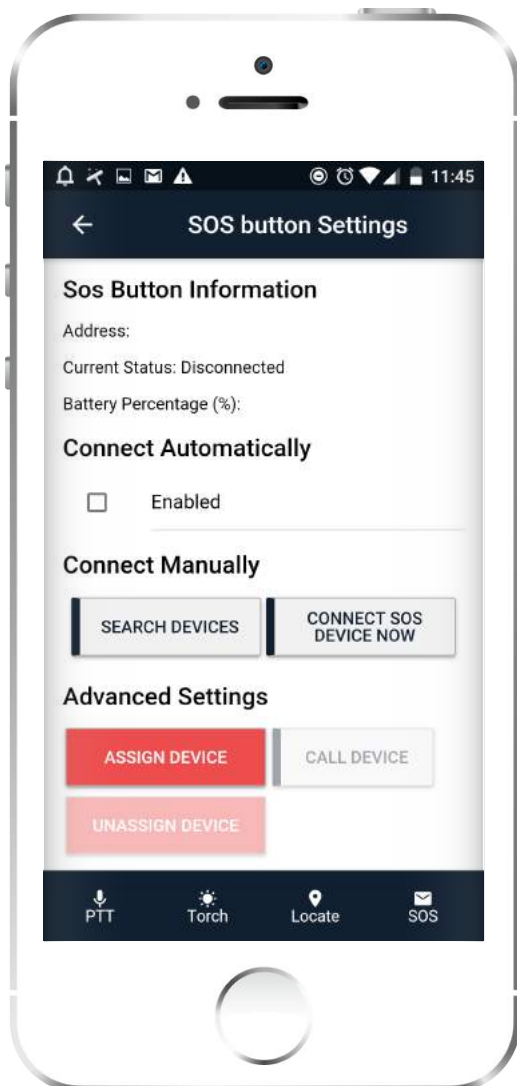 11:45
SOS button Settings
Sos Button Information
Address:
Current Status: Disconnected
Battery Percentage (%):
Connect Automatically
Enabled
Connect Manually
SEARCH DEVICES
CONNECT SOS
DEVICE NOW
Advanced Settings
ASSIGN DEVICE
CALL DEVICE
UNASSIGN DEVICE
PTT
Torch
Locate
SOS